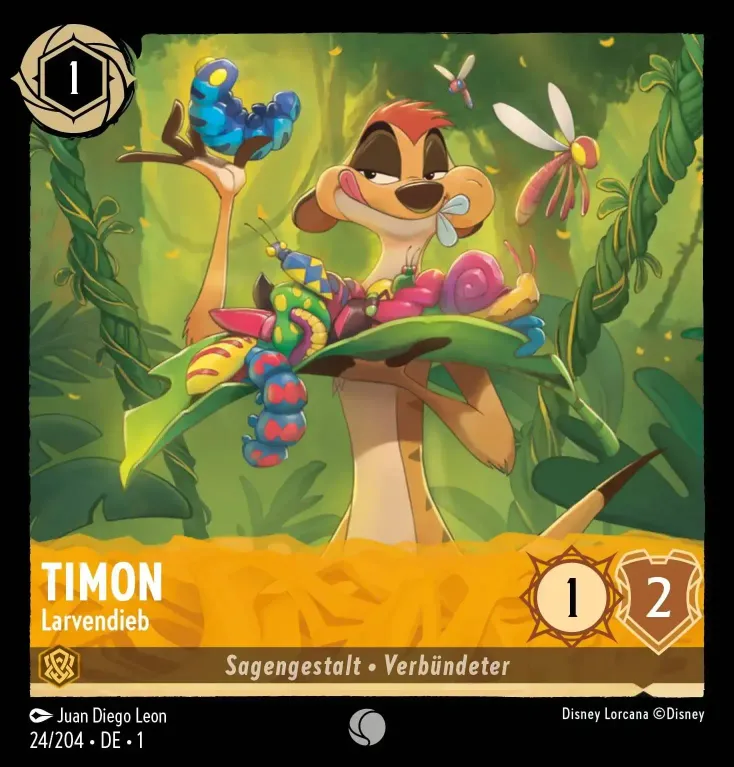 1
TIMON
Larvendieb
1
2
Sagengestalt • Verbündeter
Juan Diego Leon
Disney Lorcana ©Disney
24/204 • DE • 1